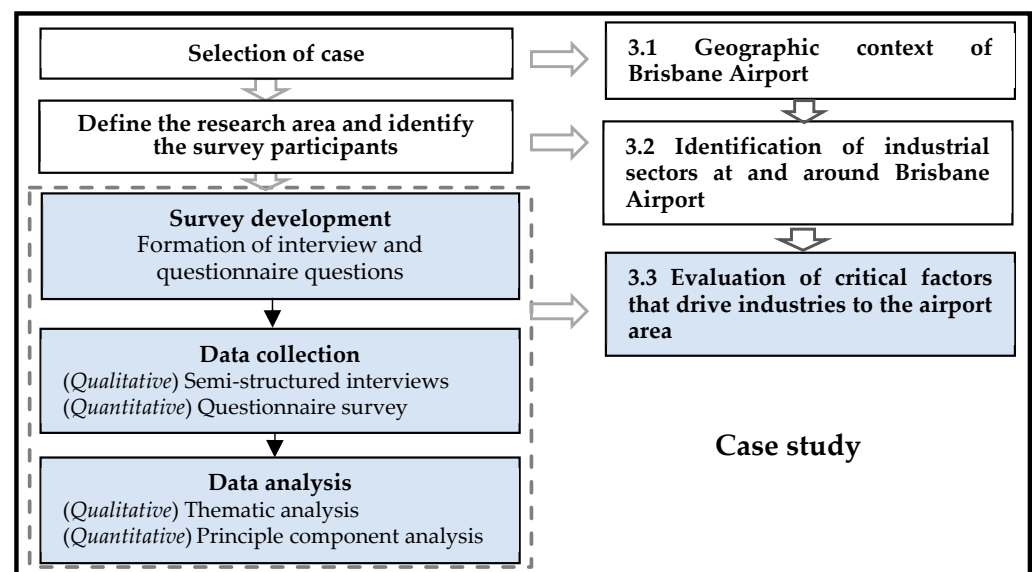 Selection of case
Define the research area and identify
the survey participants
Survey development
Formation of interview and
questionnaire questions
Data collection
(Qualitative) Semi-structured interviews
(Quantitative) Questionnaire survey
Data analysis
(Qualitative) Thematic analysis
(Quantitative) Principle component analysis
3.1 Geographic context of
Brisbane Airport
3.2 Identification of industrial
sectors at and around Brisbane
Airport
3.3 Evaluation of critical factors
that drive industries to the airport
area
Case study